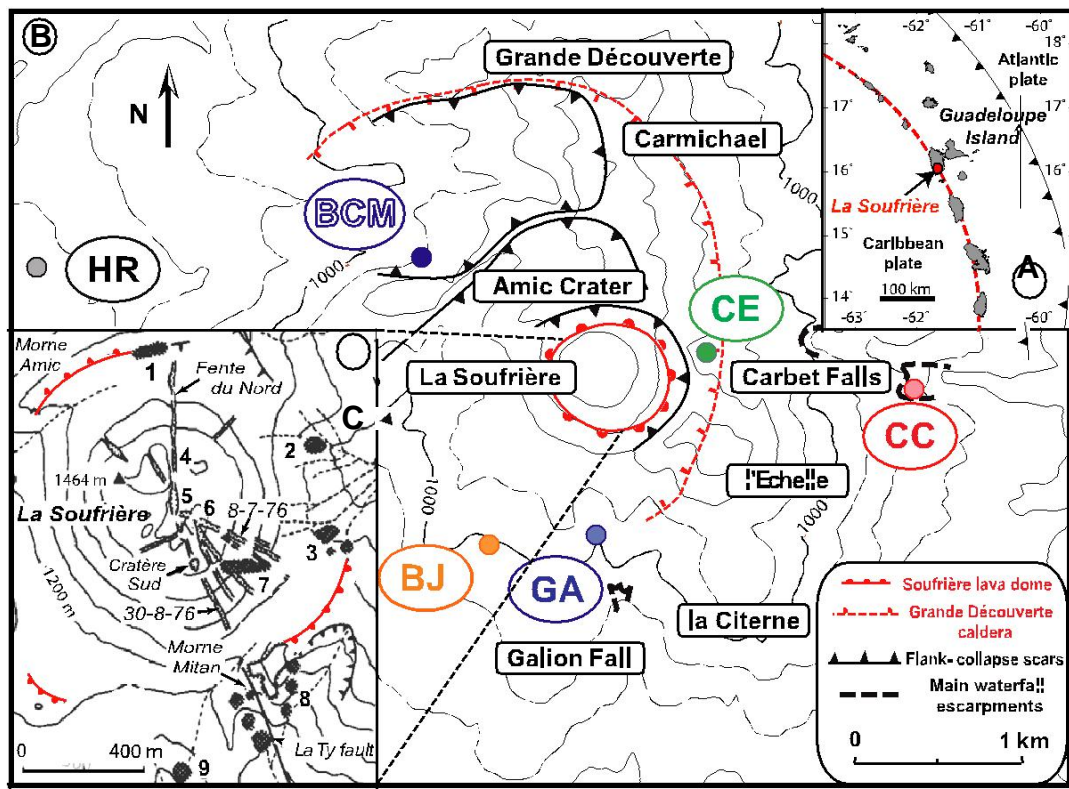 B
N
Grande Découverte
Carmichael
1000
BCM
HR
1000
Amic Crater
CE
La Soufrière
Carbet Falls
CC
l'Echelle
1000
1000
BJ
GA
la Citerne
Galion Fall
-62°
-61°
-60°
18°
Atlantic
plate
17°
Guadeloupe
Island
16°
La Soufrière
15°
Caribbean
plate
A
14°
100 km
-63
-62
-61
-60°
C
Morne
Amic
1
Fente
du Nord
2
4
1464 m
5
6
8-7-76
La Soufrière
3
Cratère
Sud
7
1200 m
30-8-76
Morne
Mitan
8
0
400 m
La Ty fault
9
Soufrière lava dome
Grande Découverte
caldera
Flank-collapse scars
Main waterfall
escarpments
0
1 km